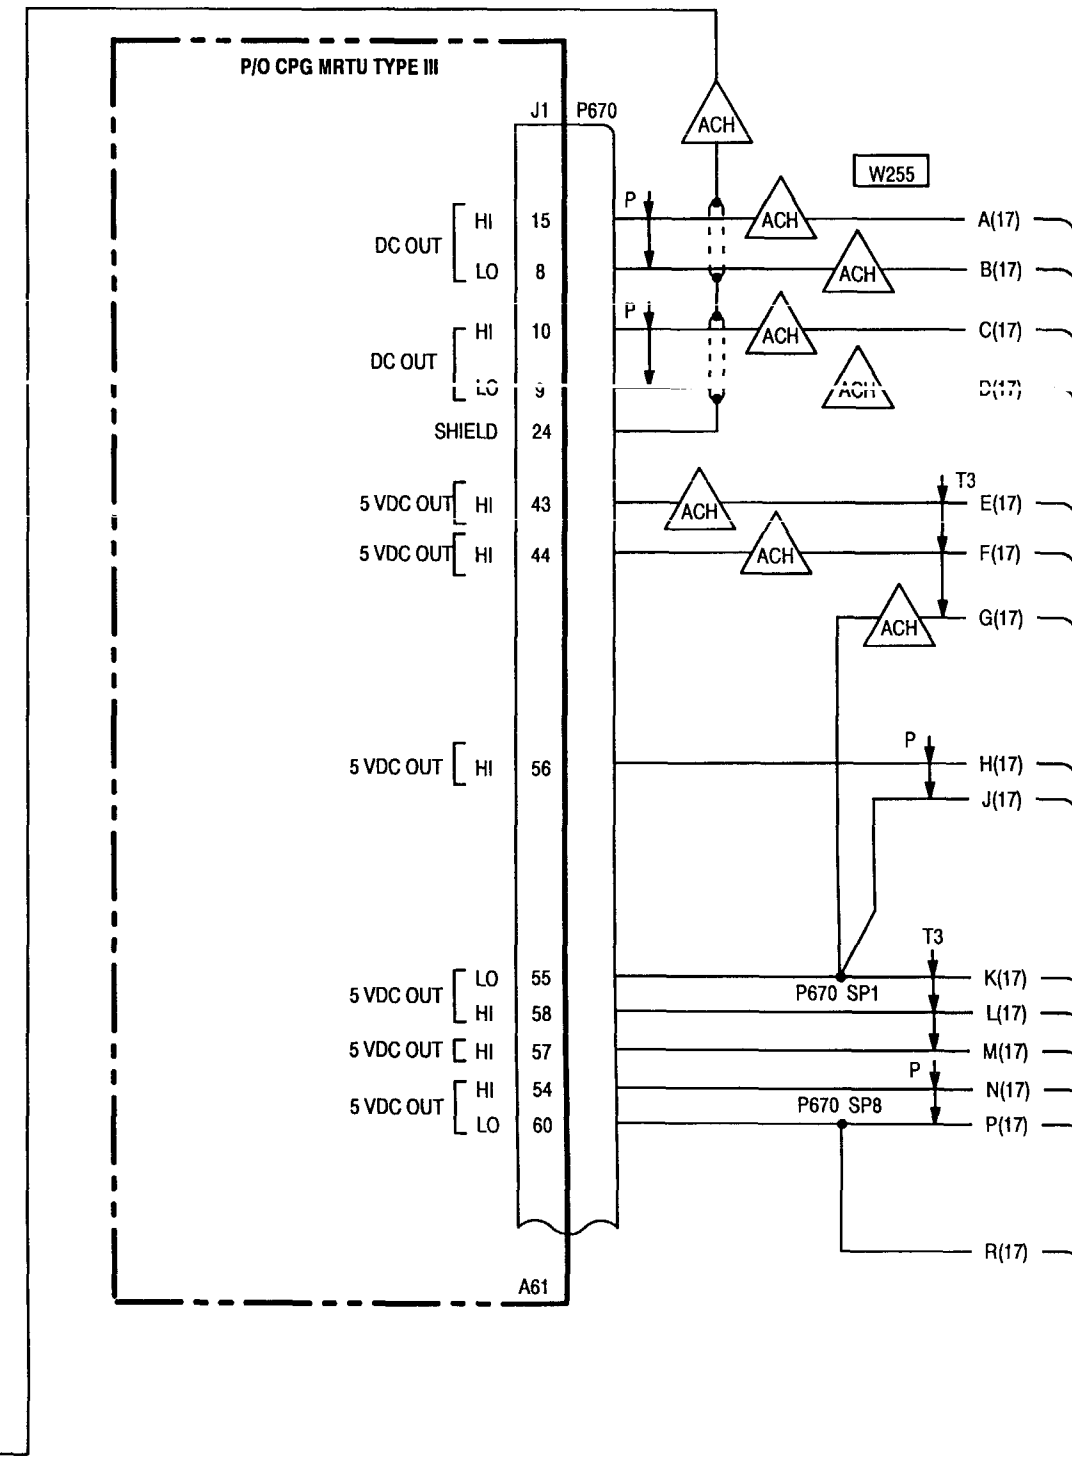 P/O CPG MRTU TYPE III
J1 P670
ACH
W255
P
HI 15 ACH A(17)
DC OUT
LO 8 ACH B(17)
P
HI 10 ACH C(17)
DC OUT
LO 9 ACH D(17)
SHIELD 24
T3
5 VDC OUT HI 43 ACH E(17)
5 VDC OUT HI 44 ACH F(17)
ACH G(17)
P
5 VDC OUT HI 56 H(17)
J(17)
T3
LO 55 K(17)
5 VDC OUT
P670 SP1
HI 58 L(17)
5 VDC OUT HI 57 M(17)
P
HI 54 N(17)
5 VDC OUT
P670 SP8
LO 60 P(17)
R(17)
A61